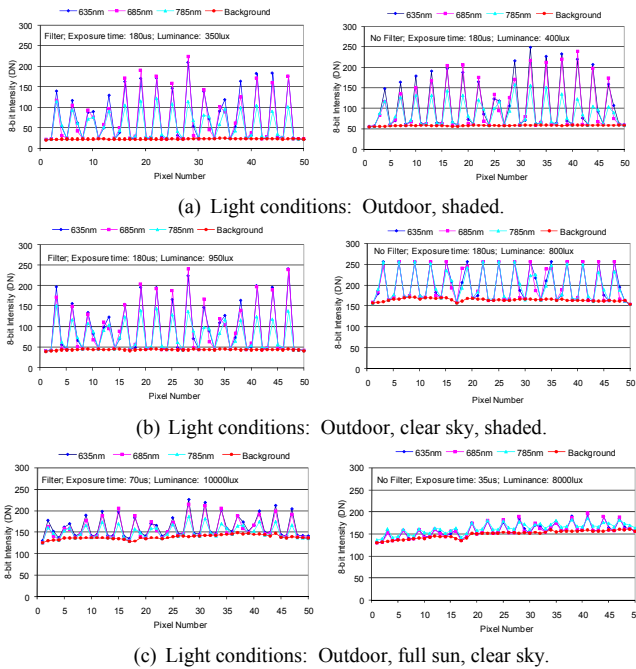 635nm 685nm 785nm Background
Filter; Exposure time: 180us; Luminance: 350lux
8-bit Intensity (DN)
300
250
200
150
100
50
0
0 5 10 15 20 25 30 35 40 45 50
Pixel Number
635nm 685nm 785nm Background
No Filter; Exposure time: 180us; Luminance: 400lux
8-bit Intensity (DN)
300
250
200
150
100
50
0
0 5 10 15 20 25 30 35 40 45 50
Pixel Number
(a) Light conditions: Outdoor, shaded.
635nm 685nm 785nm Background
Filter; Exposure time: 180us; Luminance: 950lux
8-bit Intensity (DN)
300
250
200
150
100
50
0
0 5 10 15 20 25 30 35 40 45 50
Pixel Number
635nm 685nm 785nm Background
No Filter; Exposure time: 180us; Luminance: 800lux
8-bit Intensity (DN)
300
250
200
150
100
50
0
0 5 10 15 20 25 30 35 40 45 50
Pixel Number
(b) Light conditions: Outdoor, clear sky, shaded.
635nm 685nm 785nm Background
Filter; Exposure time: 70us; Luminance: 10000lux
8-bit Intensity (DN)
300
250
200
150
100
50
0
0 5 10 15 20 25 30 35 40 45 50
Pixel Number
635nm 685nm 785nm Background
No Filter; Exposure time: 35us; Luminance: 8000lux
8-bit Intensity (DN)
300
250
200
150
100
50
0
0 5 10 15 20 25 30 35 40 45 50
Pixel Number
(c) Light conditions: Outdoor, full sun, clear sky.